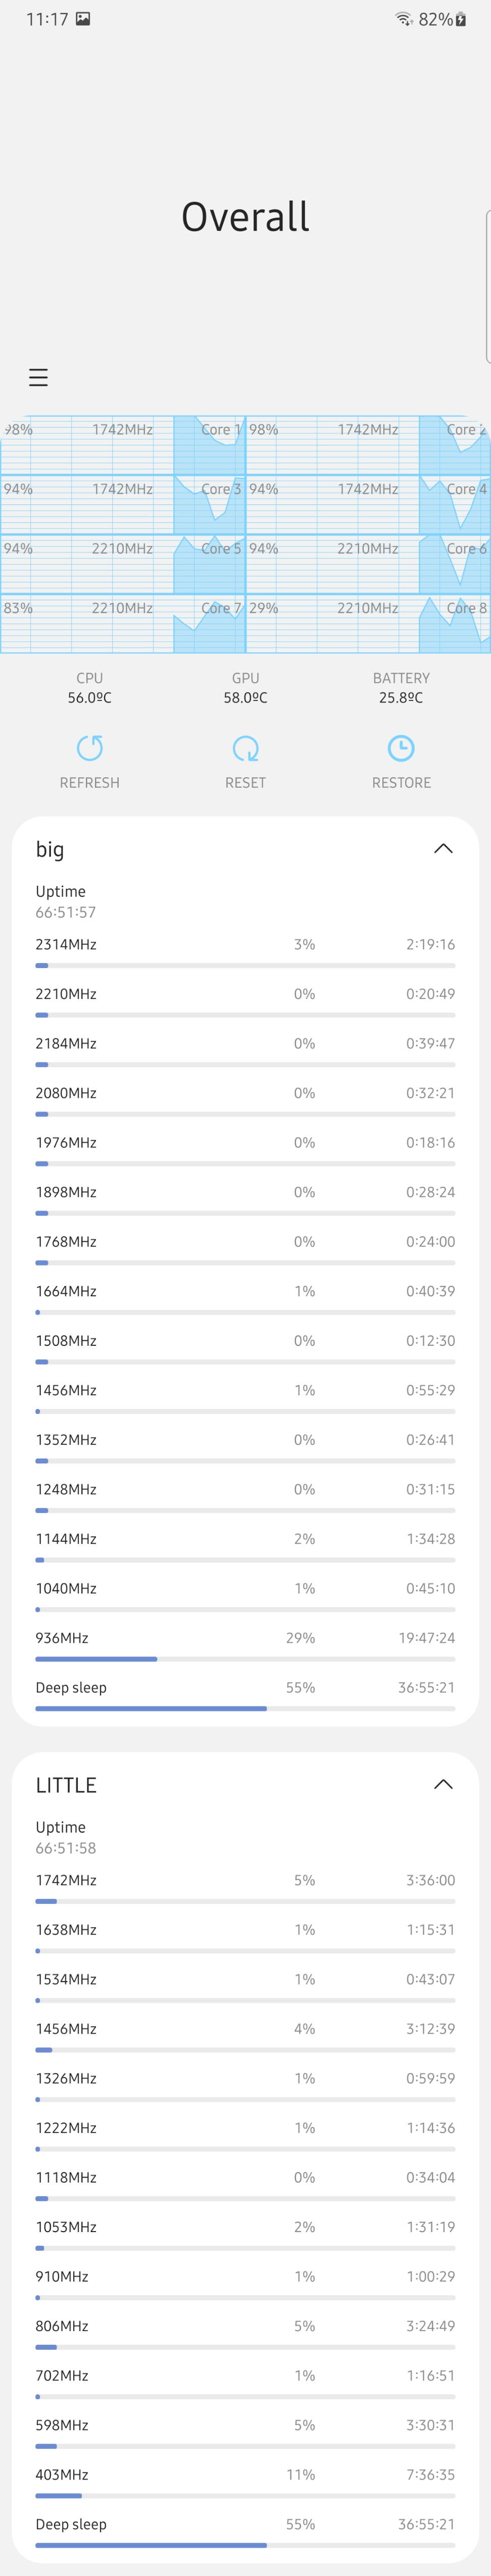 11:17 82%
Overall
98% 1742MHz Core 1 98% 1742MHz Core 2
94% 1742MHz Core 3 94% 1742MHz Core 4
94% 2210MHz Core 5 94% 2210MHz Core 6
83% 2210MHz Core 7 29% 2210MHz Core 8
CPU GPU BATTERY
56.0ºC 58.0ºC 25.8ºC
REFRESH RESET RESTORE
big
Uptime
66:51:57
2314MHz 3% 2:19:16
2210MHz 0% 0:20:49
2184MHz 0% 0:39:47
2080MHz 0% 0:32:21
1976MHz 0% 0:18:16
1898MHz 0% 0:28:24
1768MHz 0% 0:24:00
1664MHz 1% 0:40:39
1508MHz 0% 0:12:30
1456MHz 1% 0:55:29
1352MHz 0% 0:26:41
1248MHz 0% 0:31:15
1144MHz 2% 1:34:28
1040MHz 1% 0:45:10
936MHz 29% 19:47:24
Deep sleep 55% 36:55:21
LITTLE
Uptime
66:51:58
1742MHz 5% 3:36:00
1638MHz 1% 1:15:31
1534MHz 1% 0:43:07
1456MHz 4% 3:12:39
1326MHz 1% 0:59:59
1222MHz 1% 1:14:36
1118MHz 0% 0:34:04
1053MHz 2% 1:31:19
910MHz 1% 1:00:29
806MHz 5% 3:24:49
702MHz 1% 1:16:51
598MHz 5% 3:30:31
403MHz 11% 7:36:35
Deep sleep 55% 36:55:21